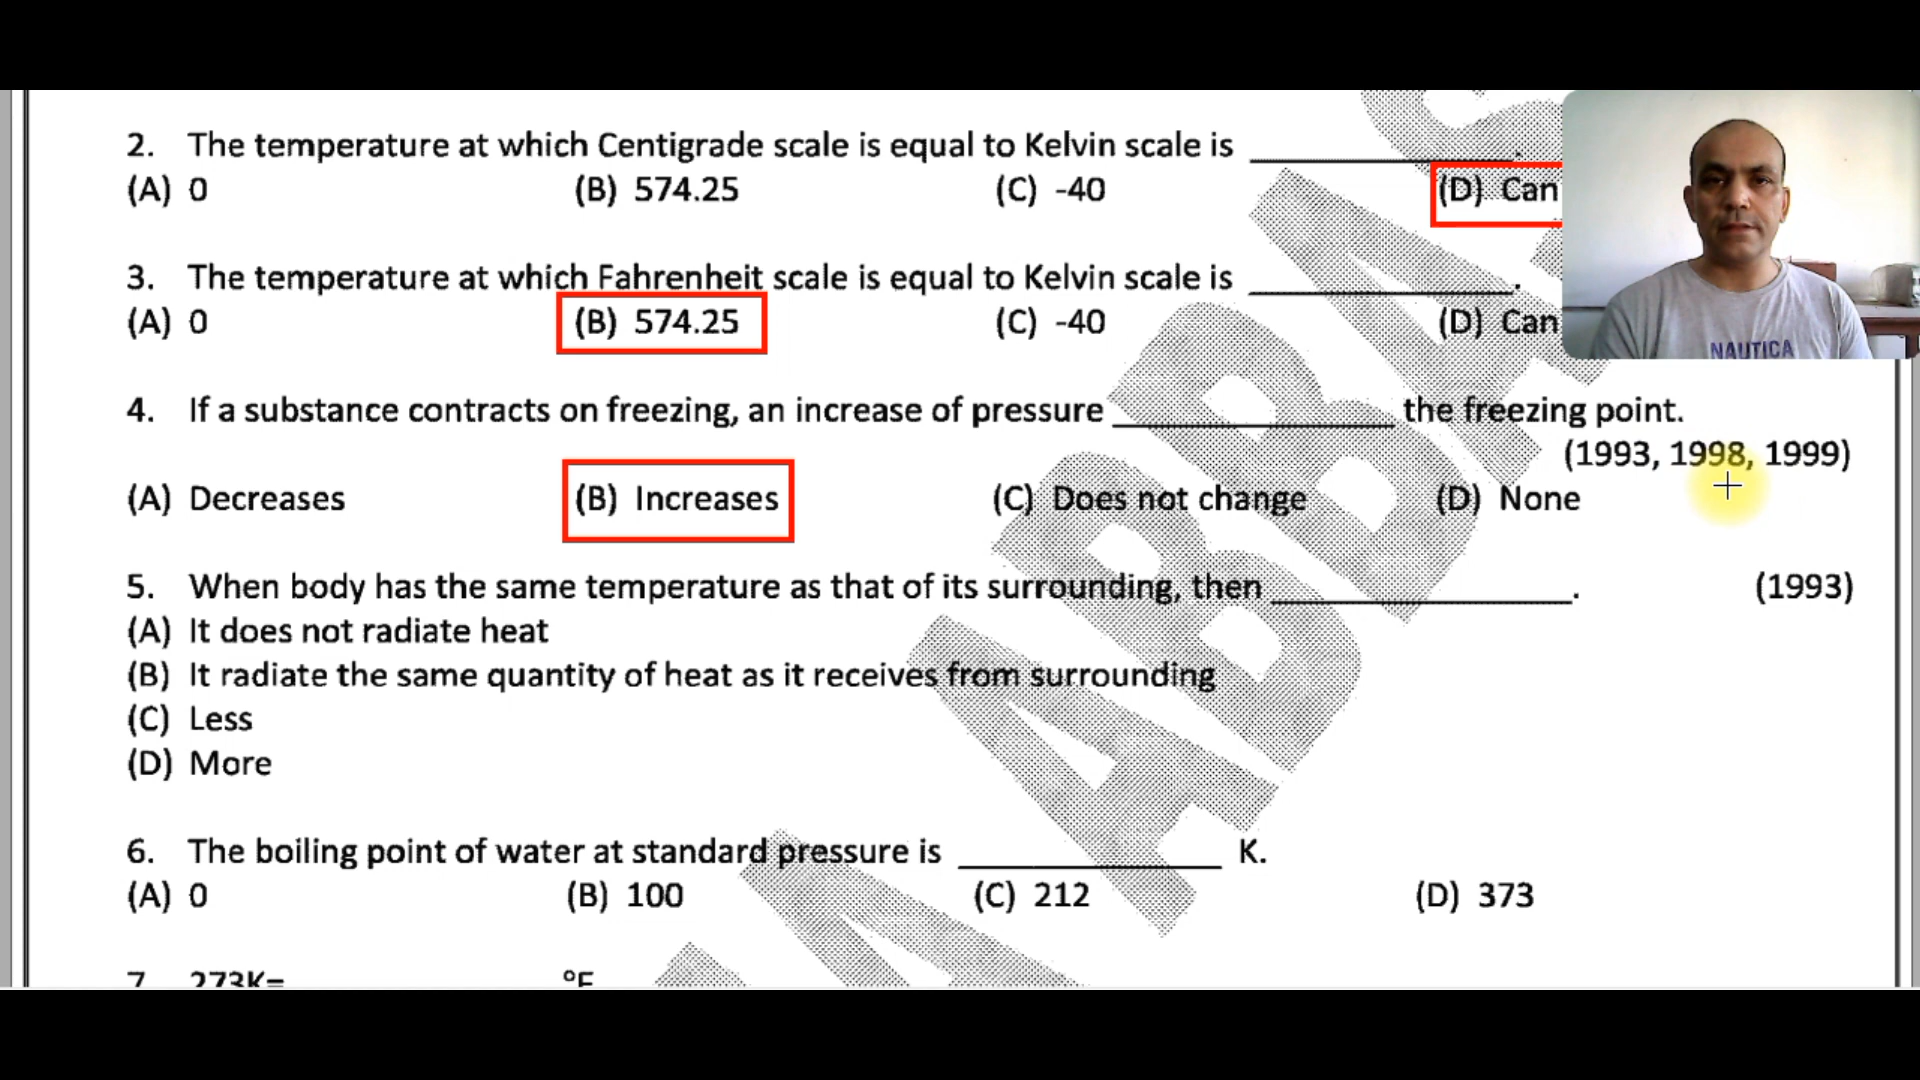 2. The temperature at which Centigrade scale is equal to Kelvin scale is ____________.
(A) 0 (B) 574.25 (C) -40 (D) Can
3. The temperature at which Fahrenheit scale is equal to Kelvin scale is ____________.
(A) 0 (B) 574.25 (C) -40 (D) Can
4. If a substance contracts on freezing, an increase of pressure ____________ the freezing point.
(1993, 1998, 1999)
(A) Decreases (B) Increases (C) Does not change (D) None
5. When body has the same temperature as that of its surrounding, then ____________. (1993)
(A) It does not radiate heat
(B) It radiate the same quantity of heat as it receives from surrounding
(C) Less
(D) More
6. The boiling point of water at standard pressure is ____________ K.
(A) 0 (B) 100 (C) 212 (D) 373
7. 273K= °F
NAUTICA